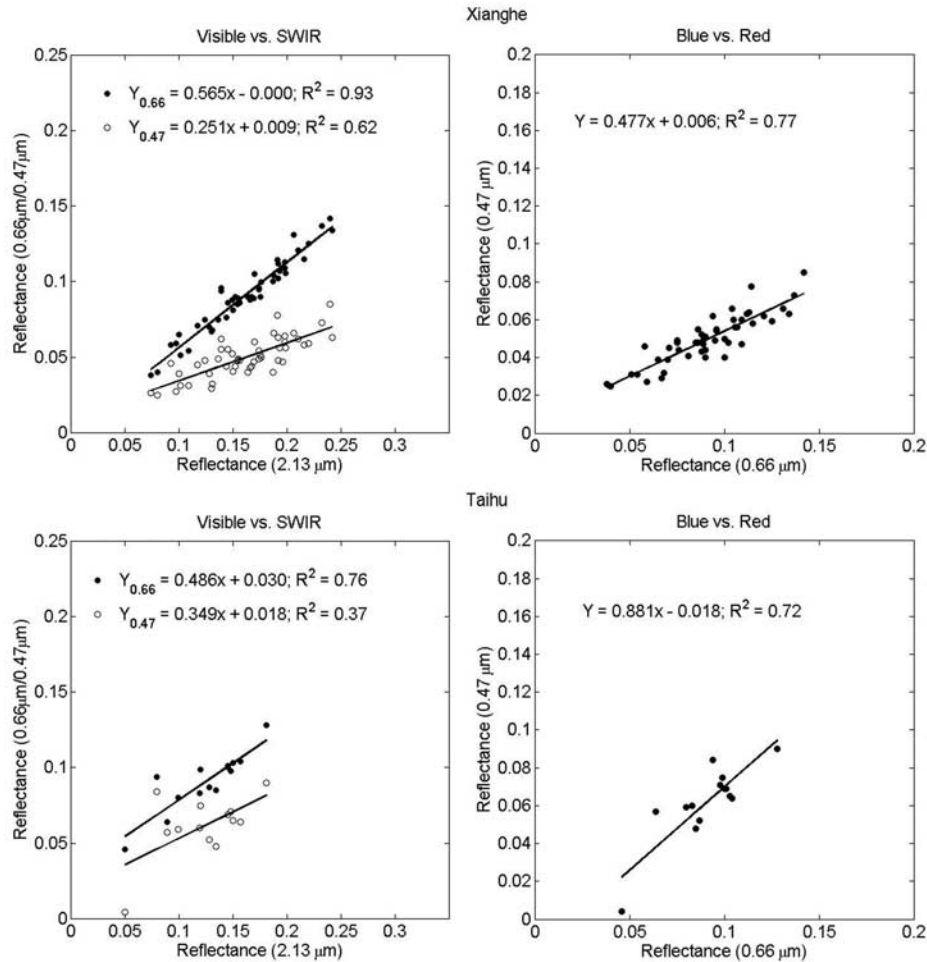 Xianghe
Visible vs. SWIR
0.25
0.2
0.15
0.1
0.05
0
Reflectance (0.66μm/0.47μm)
● Y0.66 = 0.565x - 0.000; R² = 0.93
○ Y0.47 = 0.251x + 0.009; R² = 0.62
0 0.05 0.1 0.15 0.2 0.25 0.3
Reflectance (2.13 μm)
Blue vs. Red
0.2
0.18
0.16
0.14
0.12
0.1
0.08
0.06
0.04
0.02
0
Reflectance (0.47 μm)
Y = 0.477x + 0.006; R² = 0.77
0 0.05 0.1 0.15 0.2
Reflectance (0.66 μm)
Taihu
Visible vs. SWIR
0.25
0.2
0.15
0.1
0.05
0
Reflectance (0.66μm/0.47μm)
● Y0.66 = 0.486x + 0.030; R² = 0.76
○ Y0.47 = 0.349x + 0.018; R² = 0.37
0 0.05 0.1 0.15 0.2 0.25 0.3
Reflectance (2.13 μm)
Blue vs. Red
0.2
0.18
0.16
0.14
0.12
0.1
0.08
0.06
0.04
0.02
0
Reflectance (0.47 μm)
Y = 0.881x - 0.018; R² = 0.72
0 0.05 0.1 0.15 0.2
Reflectance (0.66 μm)